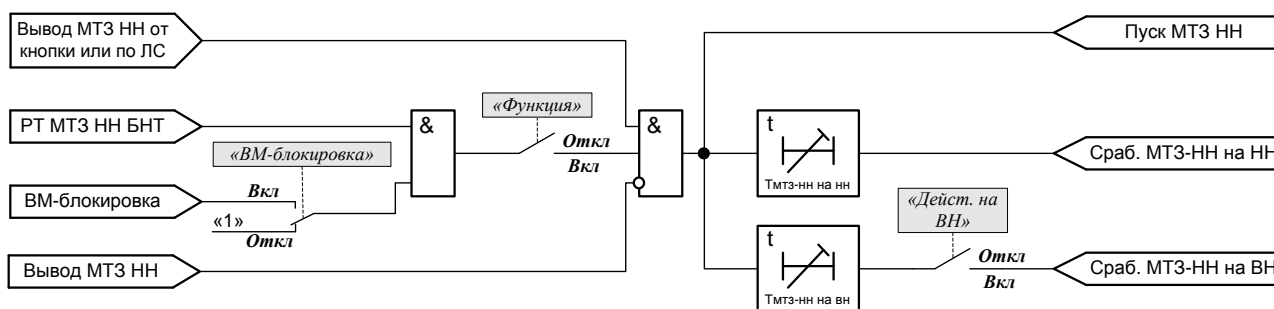 Вывод МТЗ НН от
кнопки или по ЛС
Пуск МТЗ НН
РТ МТЗ НН БНТ
&
«Функция»
Откл
Вкл
&
t
Тмтз-нн на нн
Сраб. МТЗ-НН на НН
«ВМ-блокировка»
ВМ-блокировка
Вкл
«1»
Откл
Вывод МТЗ НН
t
Тмтз-нн на вн
«Дейст. на
ВН»
Откл
Вкл
Сраб. МТЗ-НН на ВН